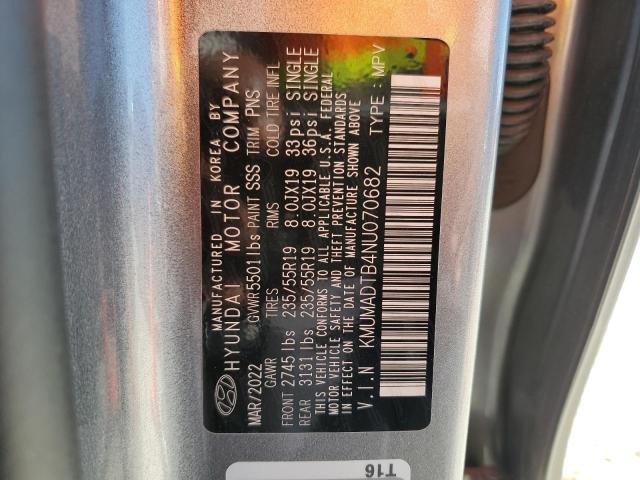 MANUFACTURED IN KOREA BY
HYUNDAI MOTOR COMPANY
MAR/2022 GVWR 5501 lbs PAINT SSS TRIM PNS
GAWR TIRES RIMS COLD TIRE INFL
FRONT 2745 lbs 235/55R19 8.0JX19 33psi SINGLE
REAR 3131 lbs 235/55R19 8.0JX19 36psi SINGLE
THIS VEHICLE CONFORMS TO ALL APPLICABLE U.S.A. FEDERAL
MOTOR VEHICLE SAFETY AND THEFT PREVENTION STANDARDS
IN EFFECT ON THE DATE OF MANUFACTURE SHOWN ABOVE
V.I.N KMUMADTB4NU070682 TYPE : MPV
T16